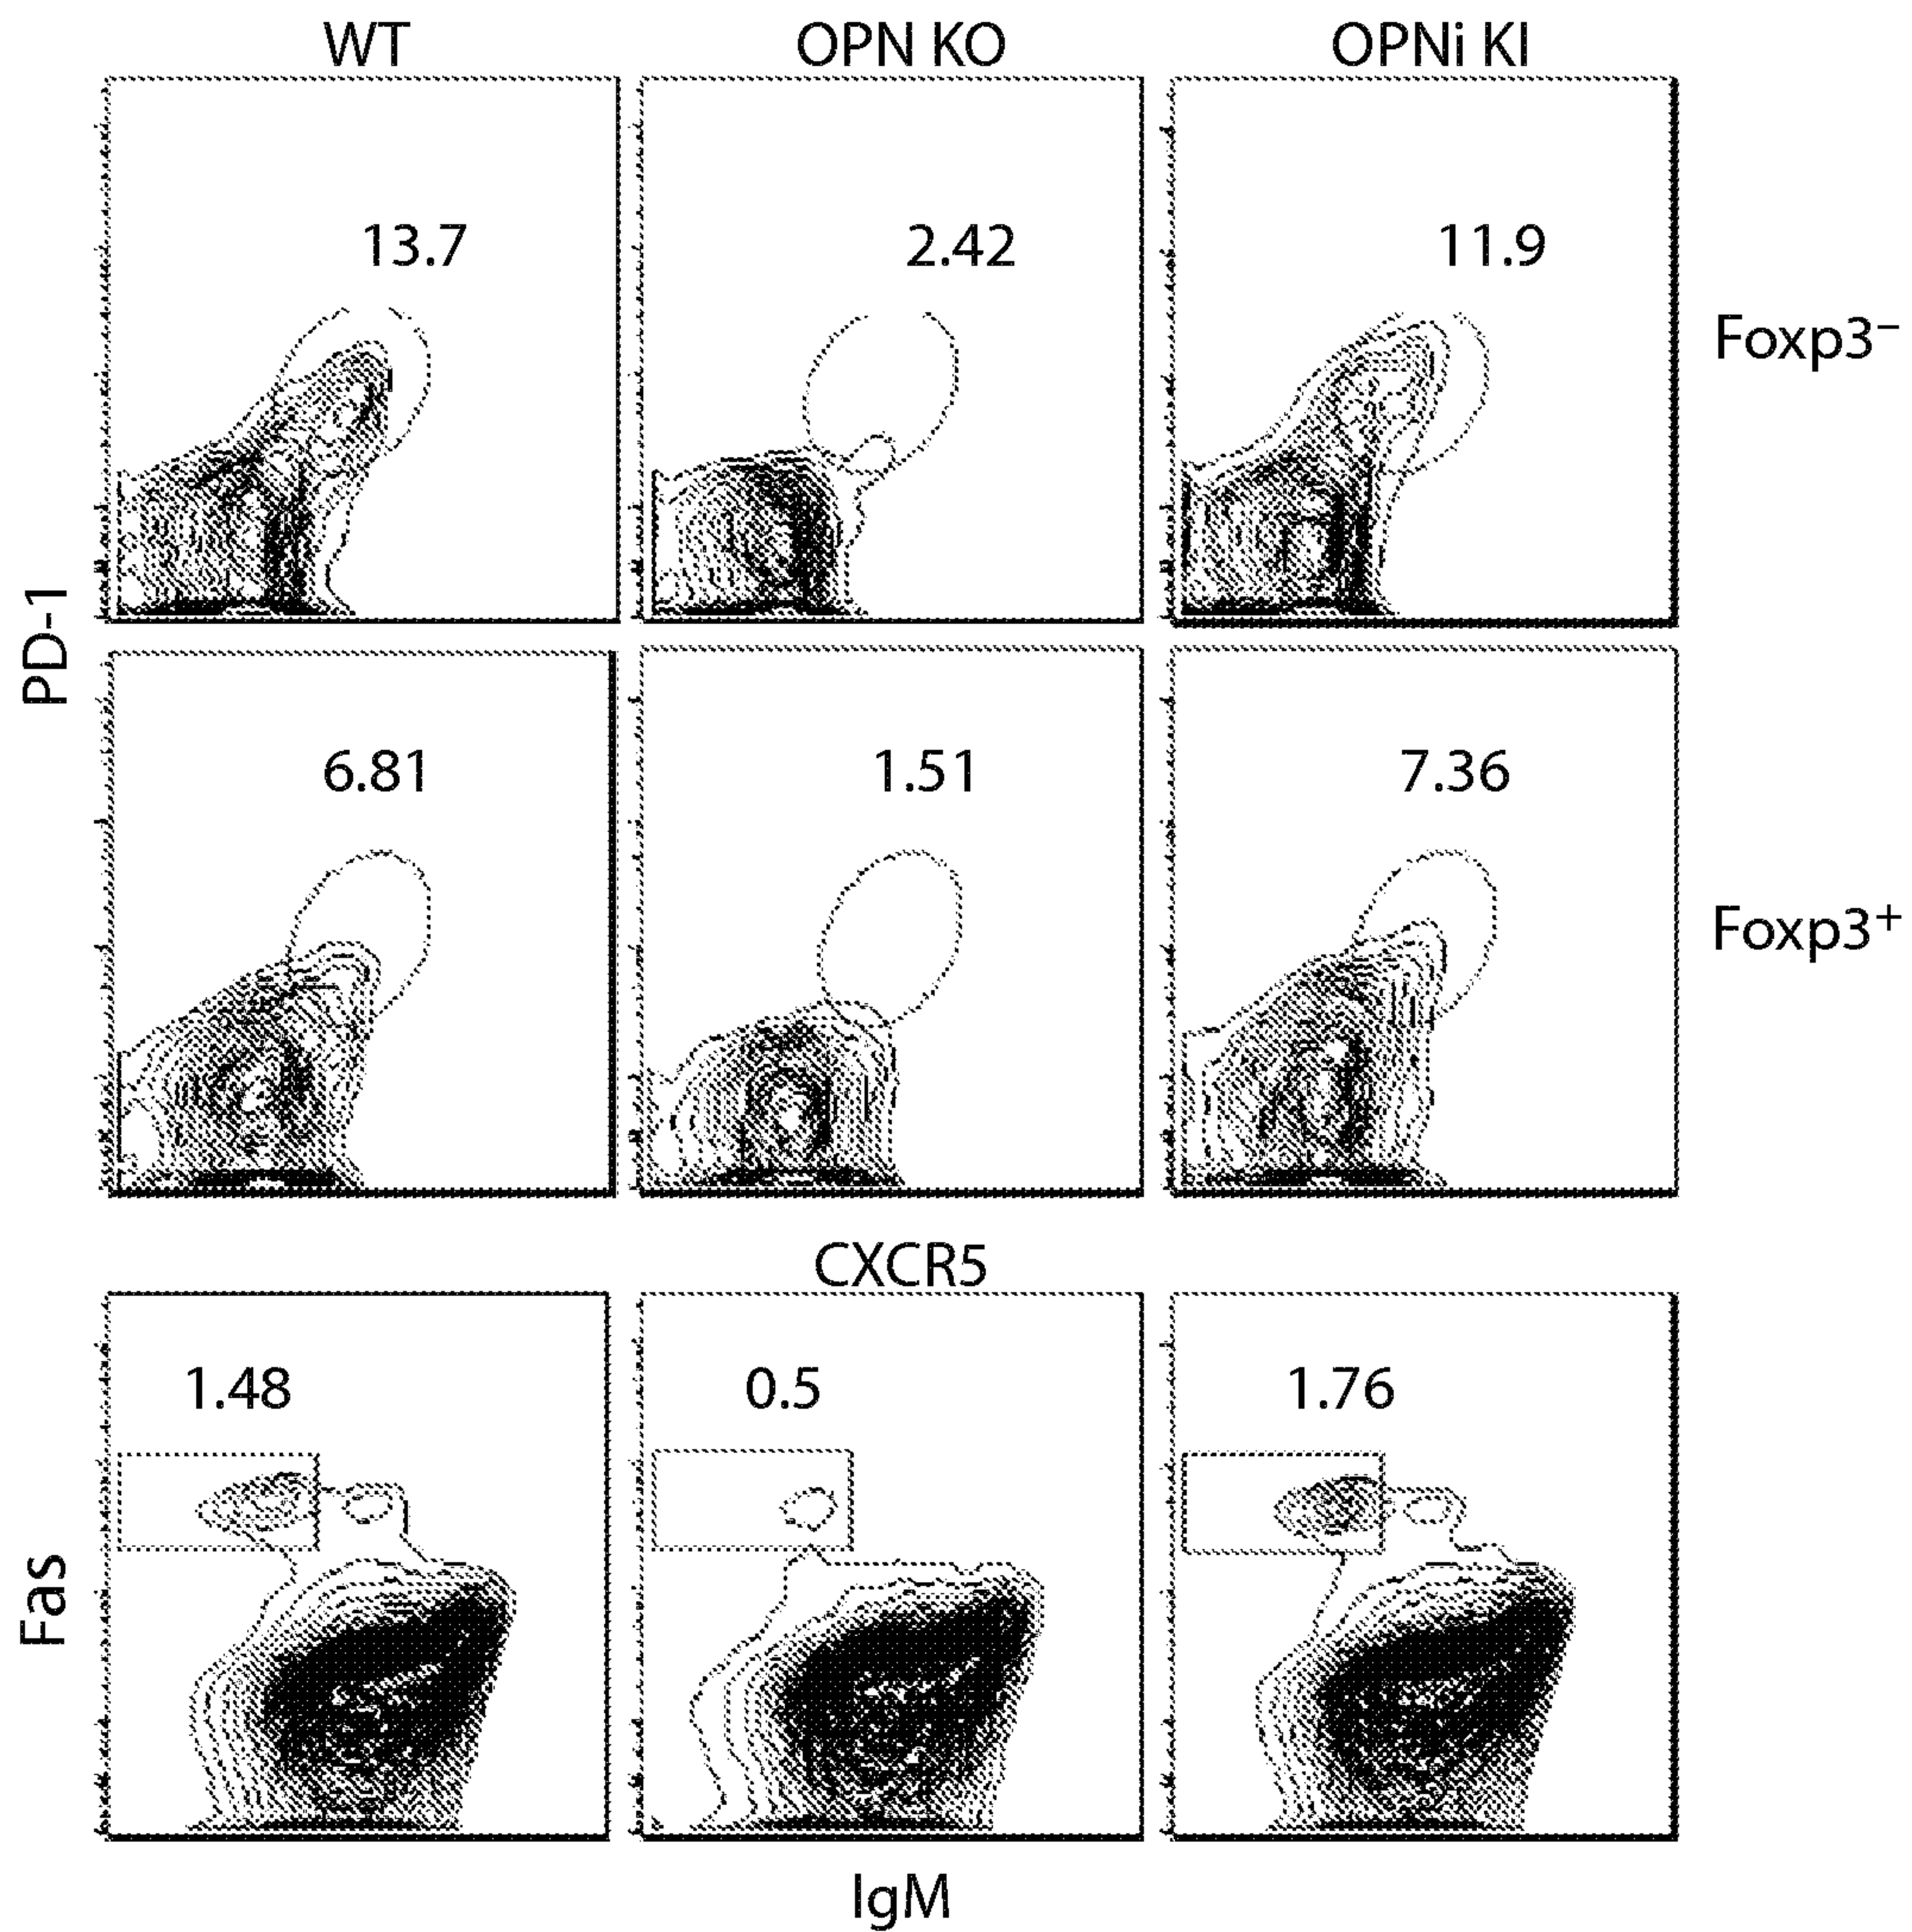 WT OPN KO OPNi KI
13.7 2.42 11.9
Foxp3⁻
PD-1
6.81 1.51 7.36
Foxp3⁺
CXCR5
1.48 0.5 1.76
Fas
IgM